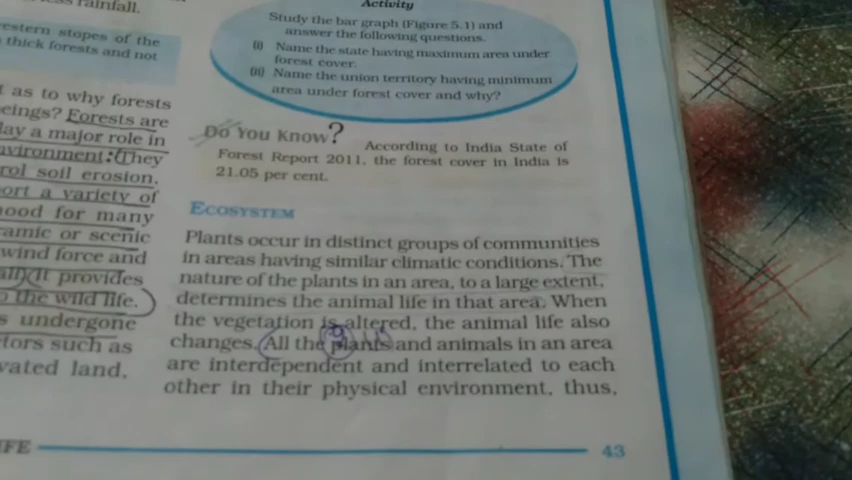 rainfall.
estern stopes of the
thick forests and not
t as to why forests
eings? Forests are
lay a major role in
nvironment. They
rol soil erosion,
ort a variety of
ood for many
amic or scenic
wind force and
it provides
o the wild life.
s undergone
tors such as
vated land,
Activity
Study the bar graph (Figure 5.1) and
answer the following questions.
(i) Name the state having maximum area under
forest cover.
(ii) Name the union territory having minimum
area under forest cover and why?
Do You Know?
According to India State of
Forest Report 2011, the forest cover in India is
21.05 per cent.
ECOSYSTEM
Plants occur in distinct groups of communities
in areas having similar climatic conditions. The
nature of the plants in an area, to a large extent,
determines the animal life in that area. When
the vegetation is altered, the animal life also
changes. All the plants and animals in an area
are interdependent and interrelated to each
other in their physical environment, thus,
IFE
43